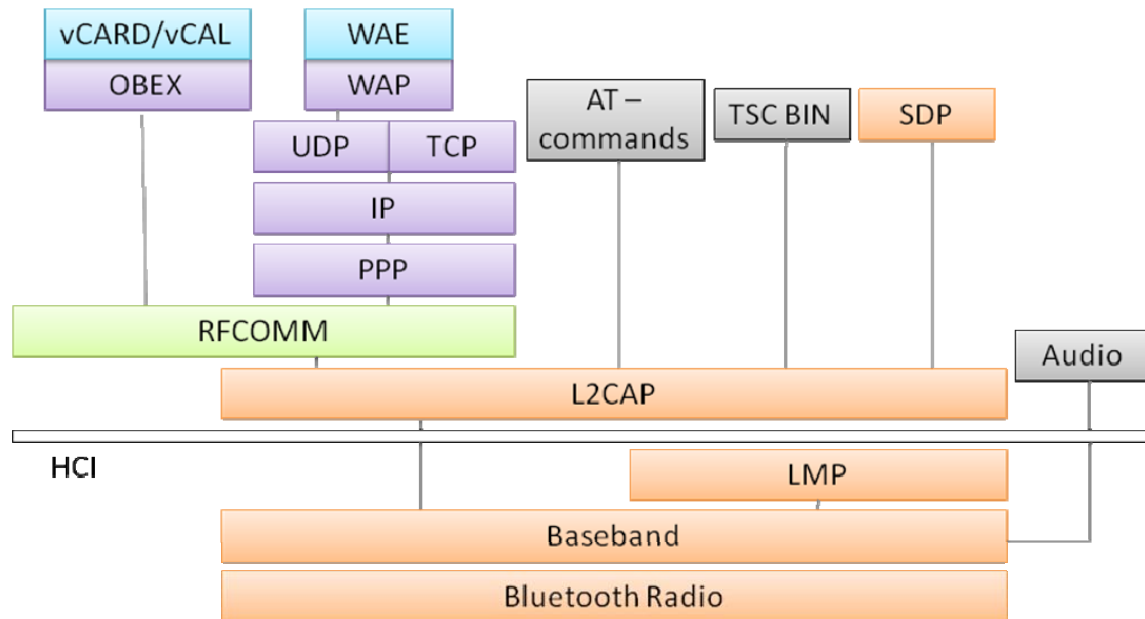 vCARD/vCAL
OBEX
WAE
WAP
UDP
TCP
IP
PPP
RFCOMM
AT –
commands
TSC BIN
SDP
Audio
L2CAP
HCI
LMP
Baseband
Bluetooth Radio